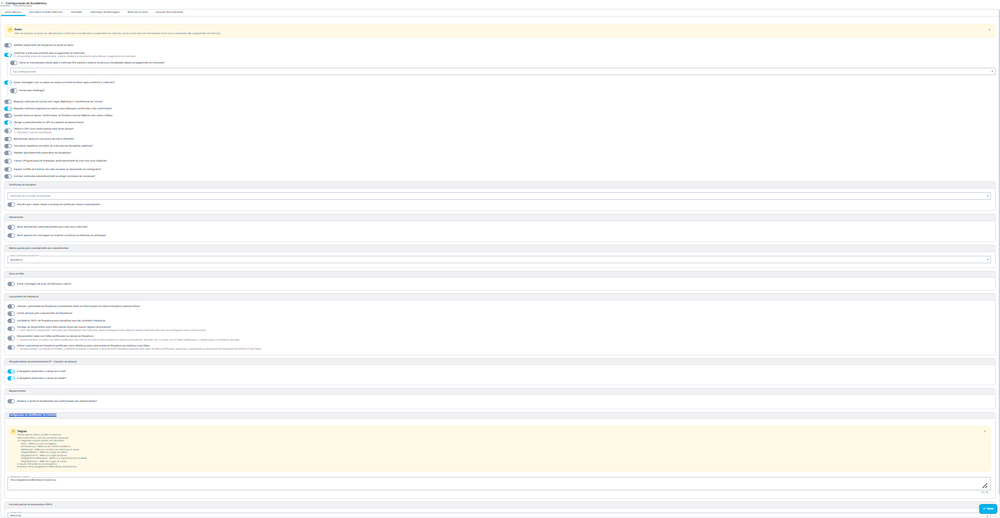 Configuração do Acadêmico
Dados Básicos
Assinatura Contrato Eletrônico
Templates
Automação de Mensagens
Matrícula (combo)
Soluções Personalizadas
Aviso
Além da situação do aluno ser alterada para confirmada somente após o pagamento da matrícula, todas as parcelas de mensalidade ficam como canceladas até o pagamento da matrícula.
Habilitar lançamento de frequência no portal do aluno
Confirmar a matrícula somente após o pagamento da matrícula?
Ao escolher o tipo de requerimento, o aluno receberá o documento após efetuar o pagamento da matrícula
Gerar as mensalidades ativas após a matrícula (Por padrão o sistema só ativa as mensalidade depois do pagamento da matrícula)?
Tipo de Requerimento
Enviar mensagem com os dados de acesso do Portal do Aluno após confirmar a matrícula?
Enviar pelo whatsapp?
Bloquear matrícula em turmas sem vagas (Matrícula e Transferência de Turma)?
Bloquear matrícula duplicada no mesmo curso (Situação confirmada e não confirmada)?
Concluir todos os alunos 'Confirmados' ao finalizar a turma? (Mesmo sem notas e faltas)
Obrigar o preenchimento do CPF no cadastro de pessoa física?
Utilizar o CPF como senha padrão para novos alunos?
Utilizando: Data de nascimento
Rematricular aluno em uma turma de matriz diferente?
Considerar sequência de ordem da matrícula nas disciplinas optativas?
Habilitar aproveitamento automático de disciplinas?
Lançar a Programação de Avaliações automaticamente ao criar uma nova Vigência?
Impedir conflito de horários nas salas de aulas no lançamento do cronograma?
Concluir matrículas automaticamente ao atingir a previsão de conclusão?
Certificado de disciplina
Certificado de conclusão de disciplinas
Permitir que o aluno realize a emissão de certificado mesmo inadimplente?
Atendimento
Gerar atendimento automaticamente para cada nova matrícula?
Gerar apenas uma mensagem ao importar conversas da extensão do whatsapp?
Motivo padrão para cancelamento dos requerimentos
Motivo Cancelamento Requerimento*
Desistência
Aviso de falta
Enviar mensagem de aviso de falta para o aluno?
Lançamento de frequência
Calcular o percentual de frequência considerando todas as enturmações na mesma disciplina e período letivo?
Limitar período para o lançamento de frequência?
Contabilizar 100% de frequência para disciplinas que não controlam frequência
Carregar os lançamentos como falta quando ainda não houver registro de presença?
Para otimizar o lançamento, ative para que frequências não marcadas sejam carregadas como falta por padrão. Normalmente elas são carregadas como vazias (cinza).
Desconsiderar aulas com faltas justificadas no cálculo da frequência
Quando ativado, as aulas com faltas justificadas não entram no total de aulas usadas no cálculo da frequência. Exemplo: em 70 aulas, com 2 faltas justificadas, o cálculo passa a considerar 68 aulas.
Utilizar o percentual de frequência justificada como referência para o percentual de frequência do histórico e das faltas
Quando ativado, no cálculo do boletim, a plataforma passará a replicar o percentual de frequência apurado pela regra de faltas justificadas, aplicando-o igualmente ao percentual de frequência do histórico e das faltas
Obrigatoriedade de preenchimento (11 - Cadastro de pessoa)
É obrigatório preencher o campo de e-mail?
É obrigatório preencher o campo de celular?
Requerimentos
Atualizar o email de recebimento das confirmações dos requerimentos?
Configuração do identificador de matrícula
Regras
Utilize apenas letras, pontos e números.
Não é permitido o uso de caracteres especiais.
As seguintes opções podem ser utilizadas:
#Ano - Retorna o ano (4 dígitos).
#ChaveUnica - Retorna um número aleatório.
#Matricula - Retorna o número de matrícula do aluno.
#SiglaDaMatriz - Retorna a sigla da matriz.
#SiglaDaTurma - Retorna a sigla da turma.
#SiglaDaTurmaMontada - Retorna a sigla da turma montada.
#SiglaDoCurso - Retorna a sigla do curso.
A opção #ChaveUnica é obrigatória.
Exemplo: #Ano.#SiglaDaTurmaMontada.#ChaveUnica
#Ano.#SiglaDaTurmaMontada.#ChaveUnica
37 / 50
Formato padrão de documentos PDF/A
Salvar